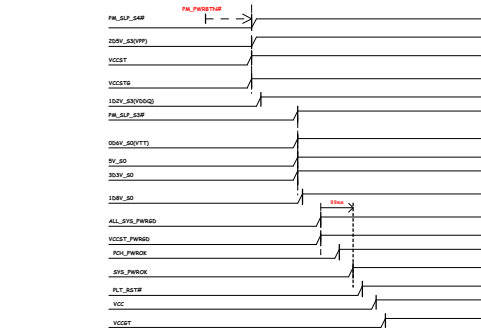 PM_PWRBTN#
PM_SLP_S4#
2D5V_S3(VPP)
VCCST
VCCSTG
1D2V_S3(VDDQ)
PM_SLP_S3#
0D6V_S0(VTT)
5V_S0
3D3V_S0
1D8V_S0
99ms
ALL_SYS_PWRGD
VCCST_PWRGD
PCH_PWROK
SYS_PWROK
PLT_RST#
VCC
VCCGT